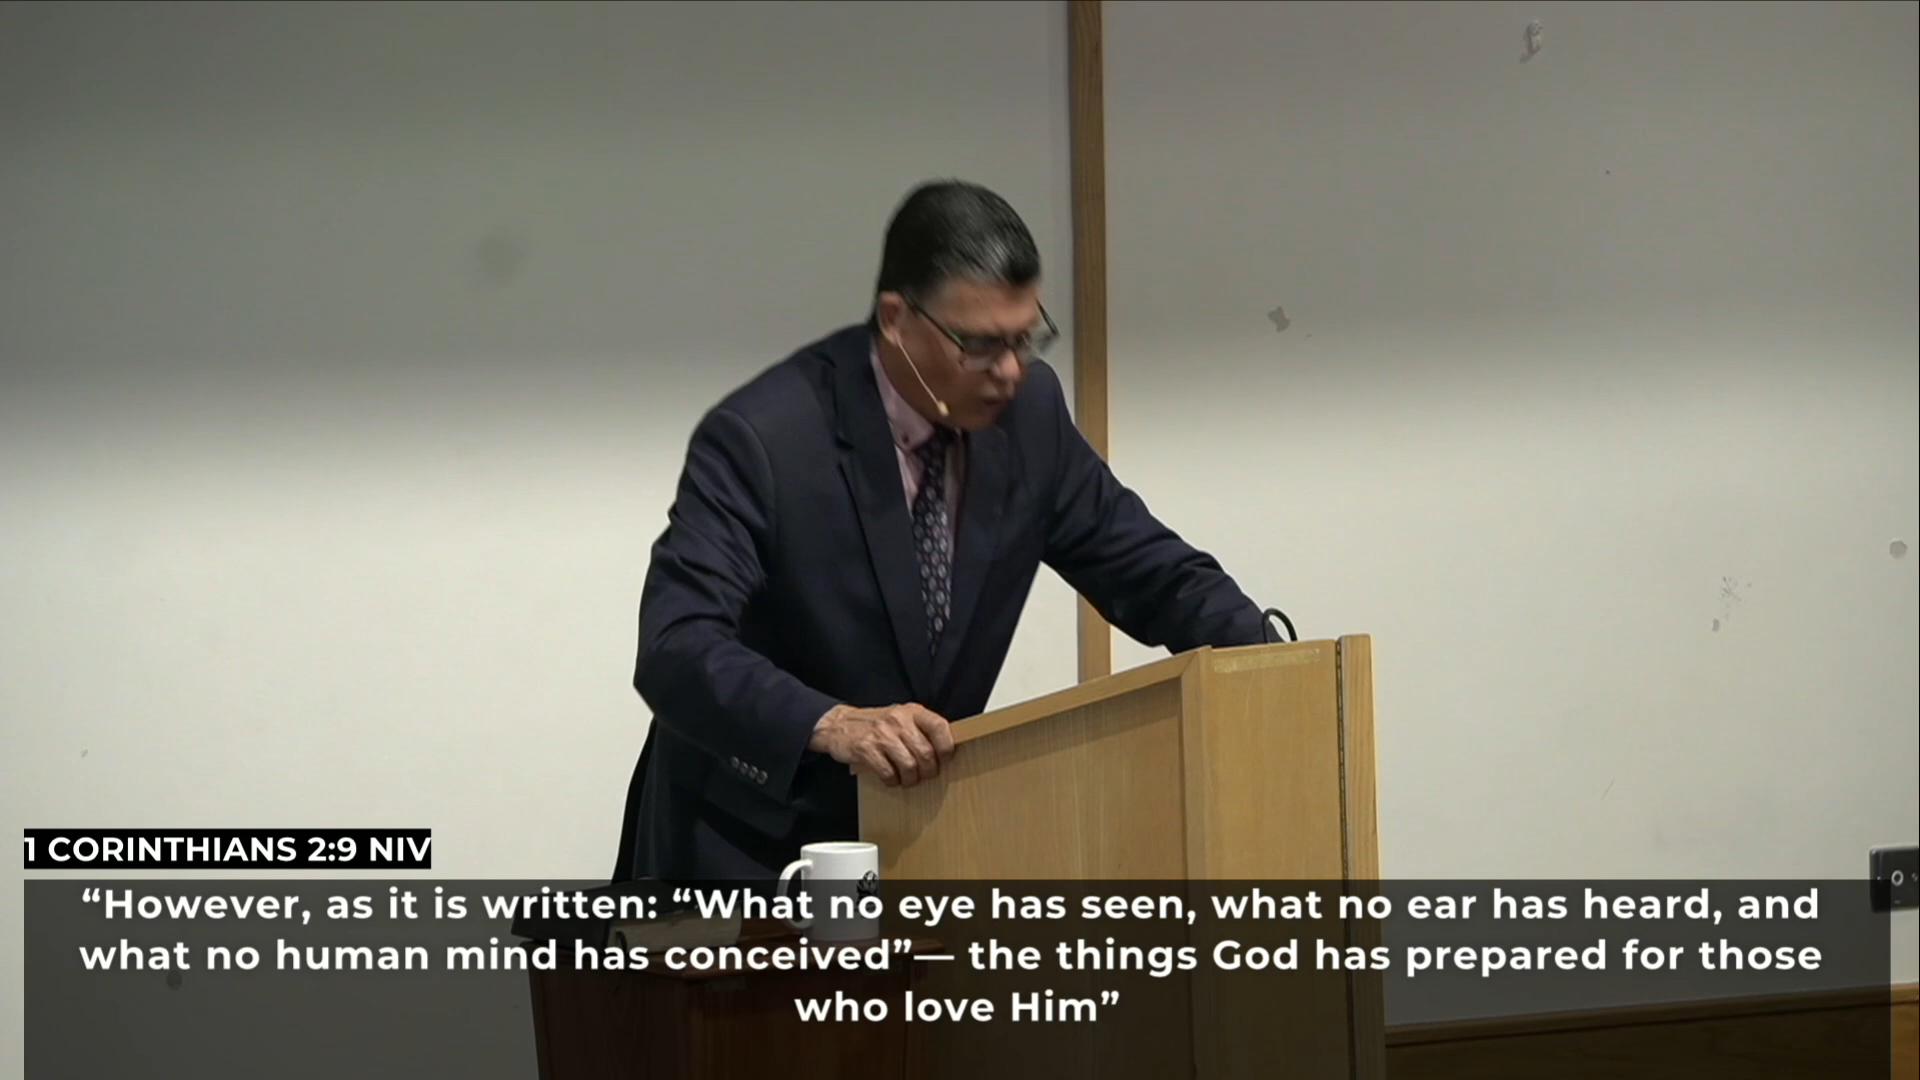 1 CORINTHIANS 2:9 NIV
“However, as it is written: “What no eye has seen, what no ear has heard, and
what no human mind has conceived”— the things God has prepared for those
who love Him”